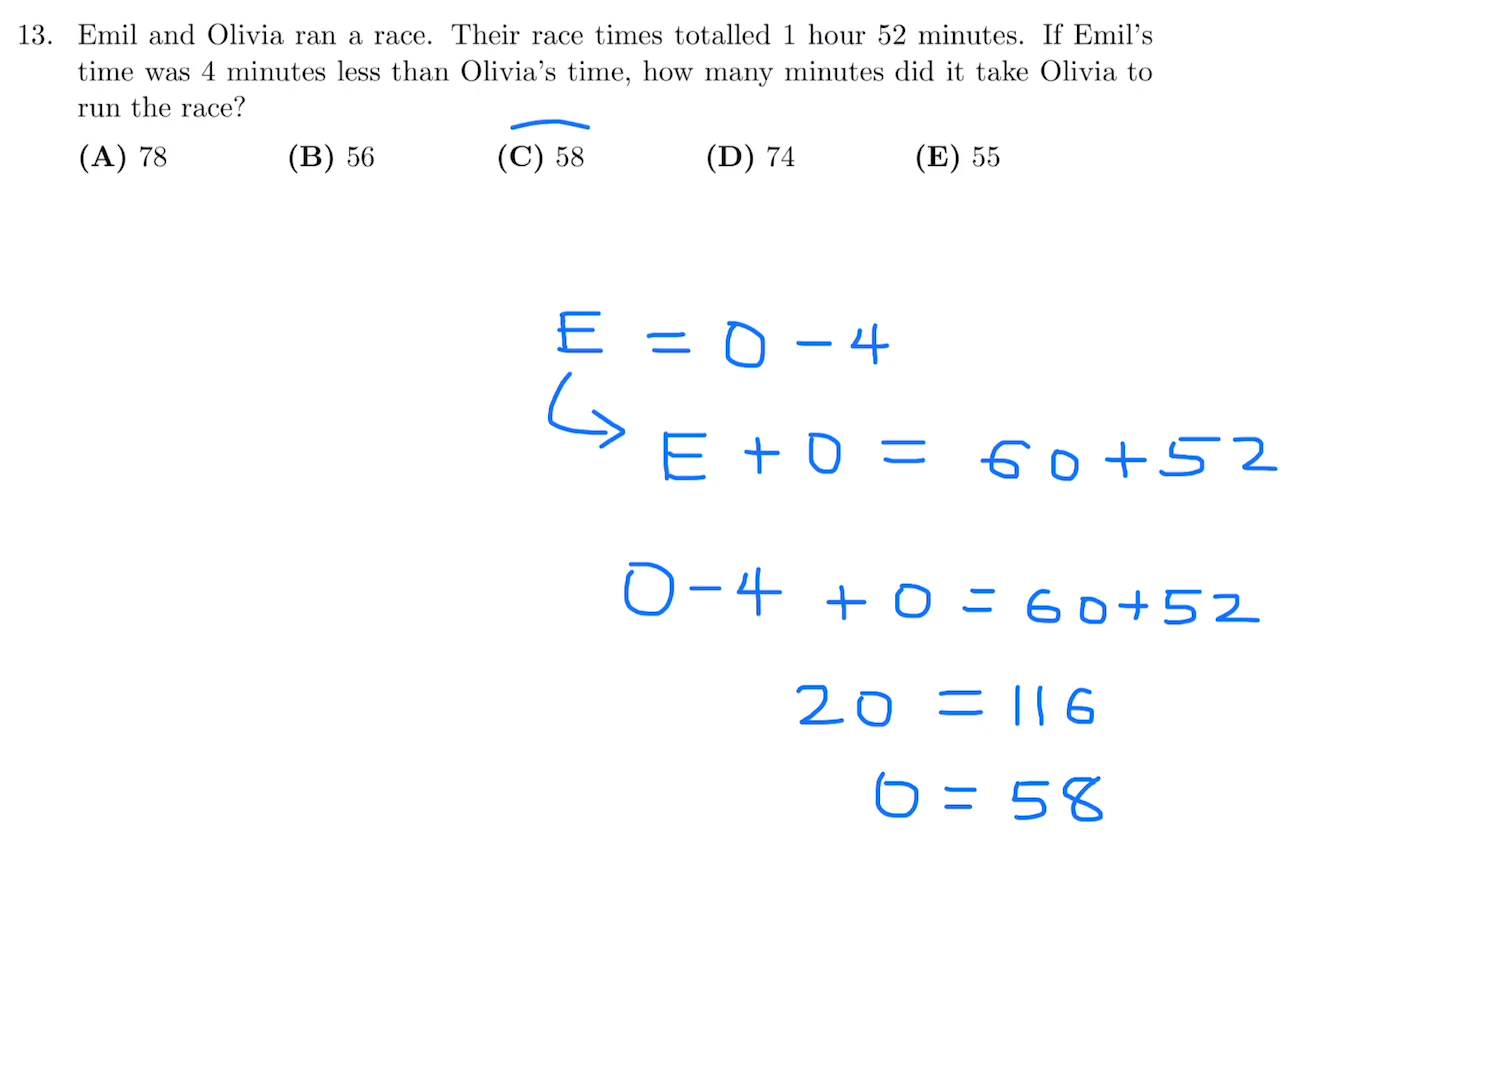 13. Emil and Olivia ran a race. Their race times totalled 1 hour 52 minutes. If Emil's
time was 4 minutes less than Olivia's time, how many minutes did it take Olivia to
run the race?
(A) 78 (B) 56 (C) 58 (D) 74 (E) 55
E = O - 4
E + O = 60 + 52
O - 4 + O = 60 + 52
2O = 116
O = 58